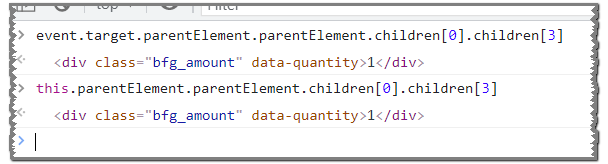 Filter
event.target.parentElement.parentElement.children[0].children[3]
<div class="bfg_amount" data-quantity>1</div>
this.parentElement.parentElement.children[0].children[3]
<div class="bfg_amount" data-quantity>1</div>